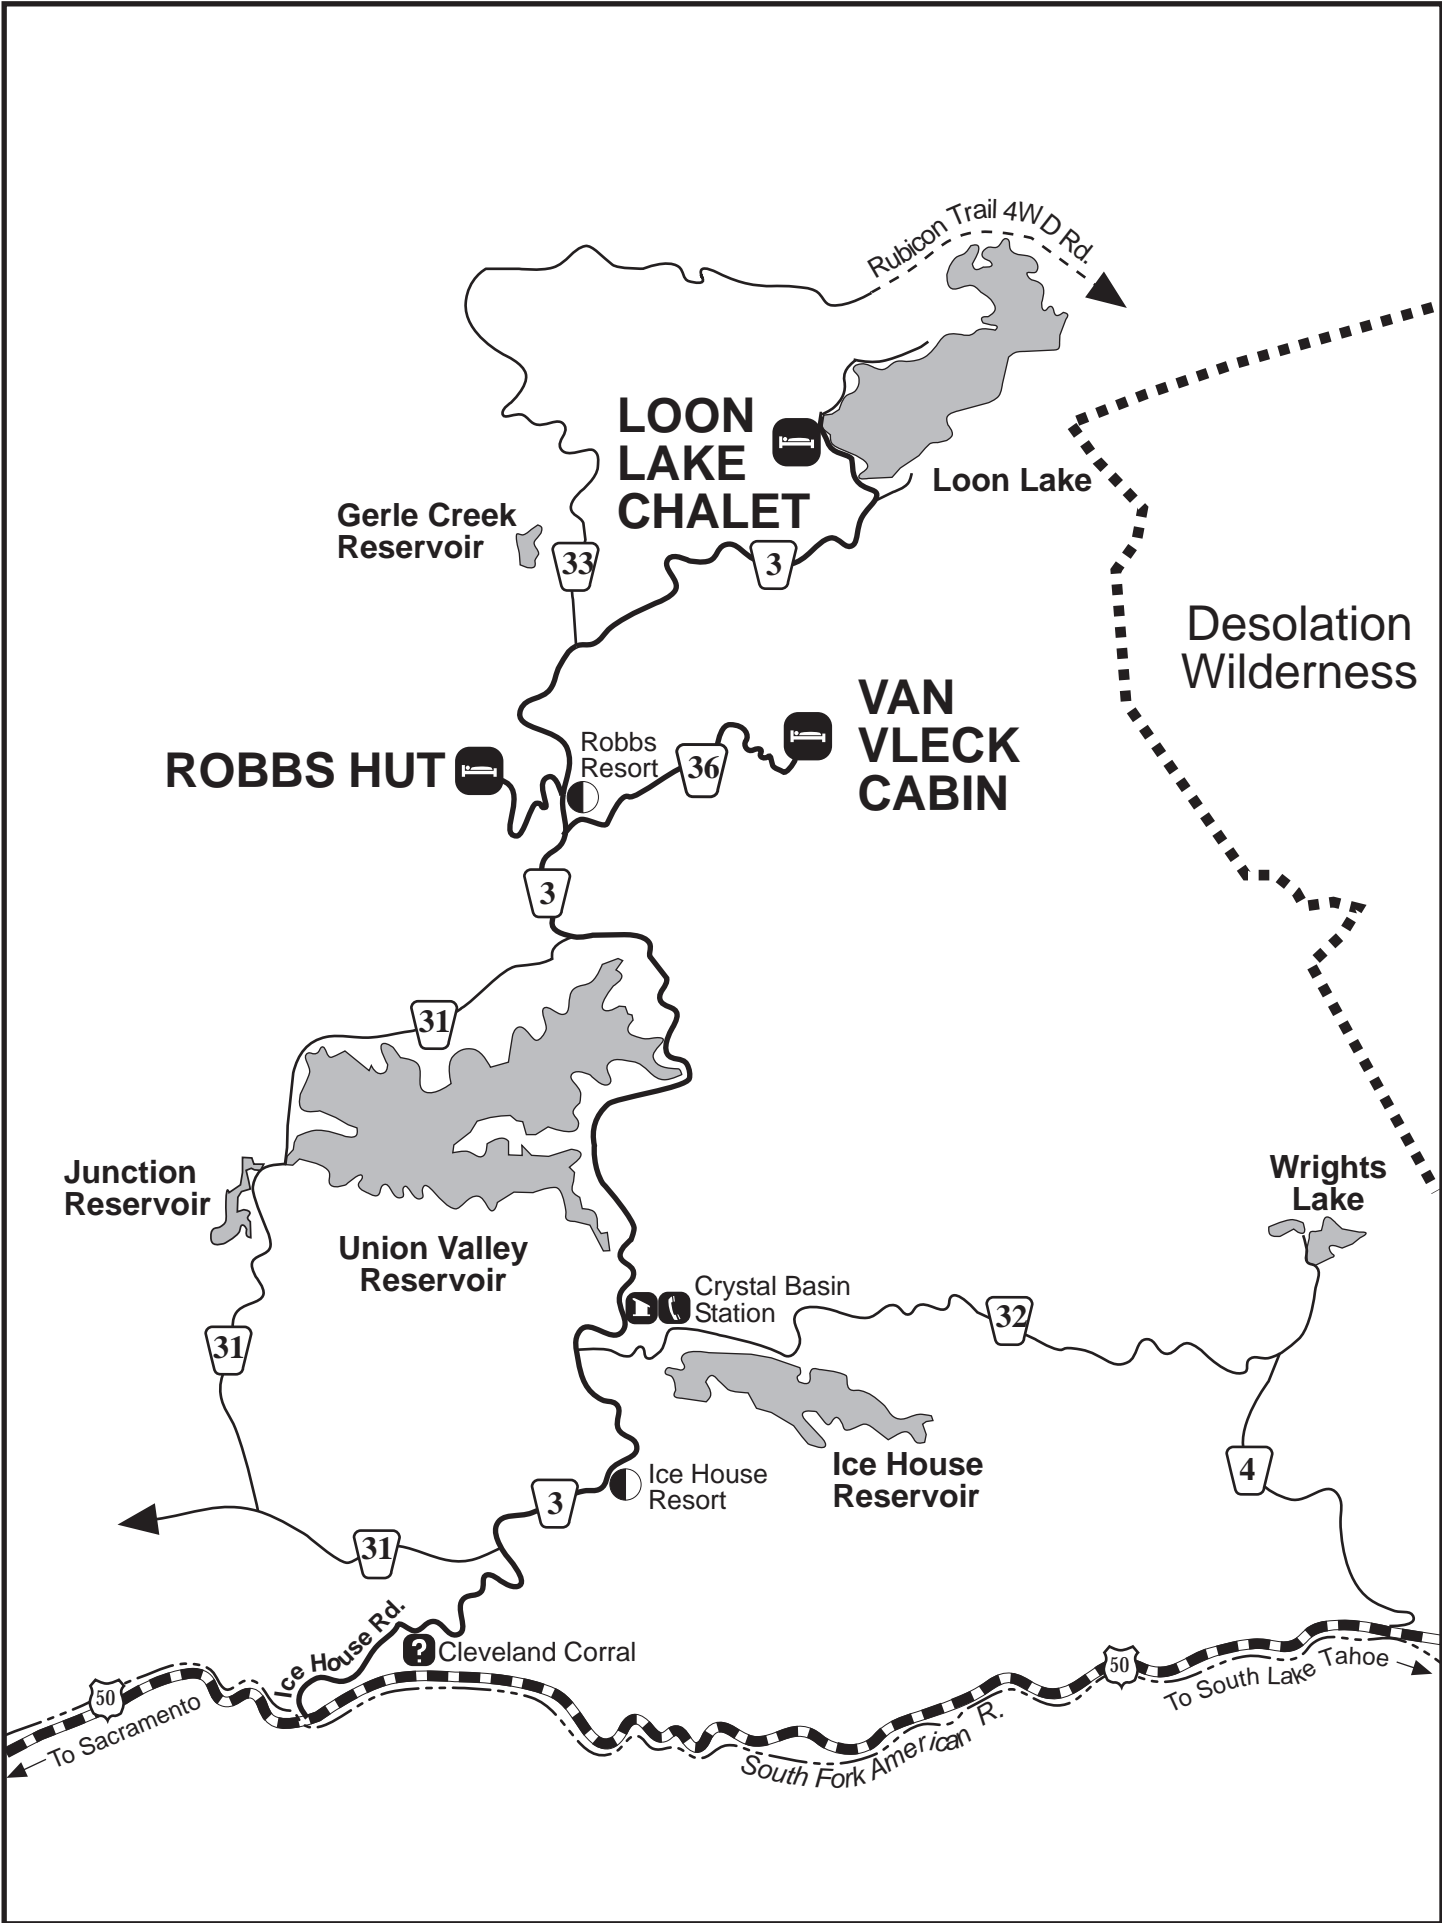 Rubicon Trail 4WD Rd.
LOON
LAKE
CHALET
Loon Lake
Gerle Creek
Reservoir
33
3
Desolation
Wilderness
VAN
VLECK
CABIN
Robbs
Resort
36
ROBBS HUT
3
31
Junction
Reservoir
Union Valley
Reservoir
Wrights
Lake
Crystal Basin
Station
32
31
Ice House
Reservoir
Ice House
Resort
4
3
31
Ice House Rd.
?
Cleveland Corral
50
To Sacramento
50
To South Lake Tahoe
South Fork American R.